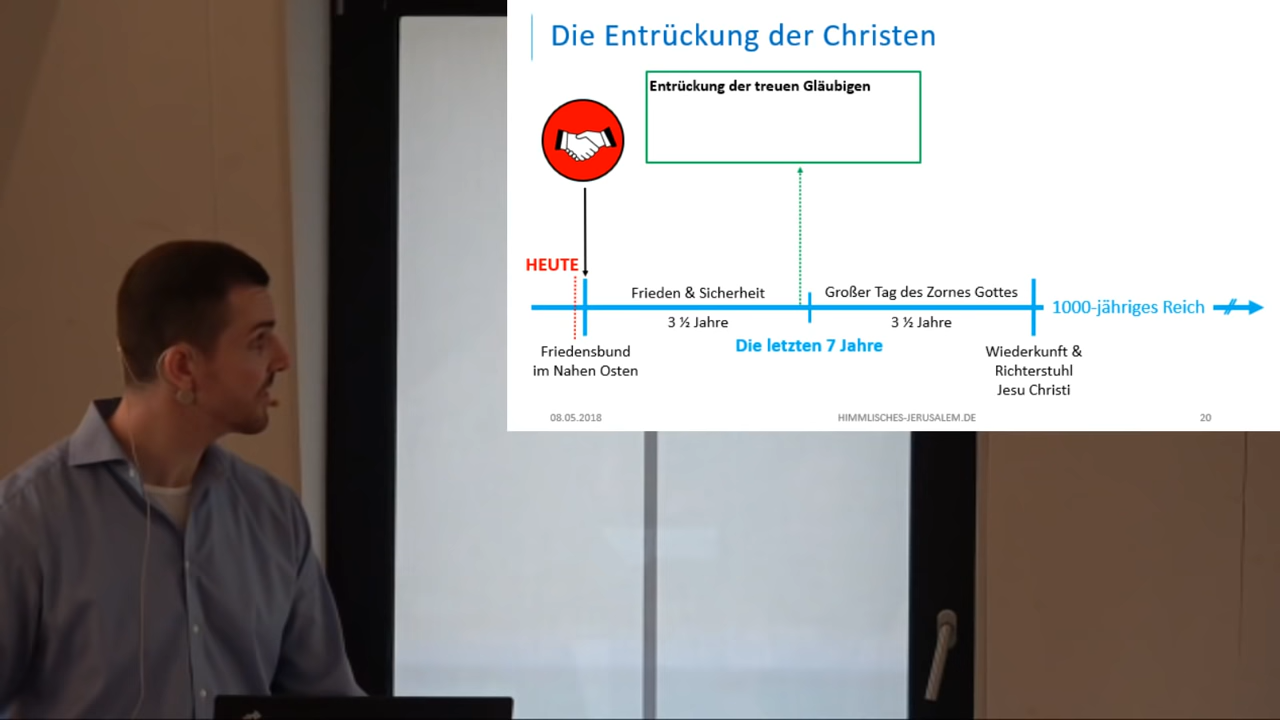 Die Entrückung der Christen
Entrückung der treuen Gläubigen
HEUTE
Frieden & Sicherheit
Großer Tag des Zornes Gottes
1000-jähriges Reich
3 ½ Jahre
3 ½ Jahre
Die letzten 7 Jahre
Friedensbund
im Nahen Osten
Wiederkunft &
Richterstuhl
Jesu Christi
08.05.2018
HIMMLISCHES-JERUSALEM.DE
20